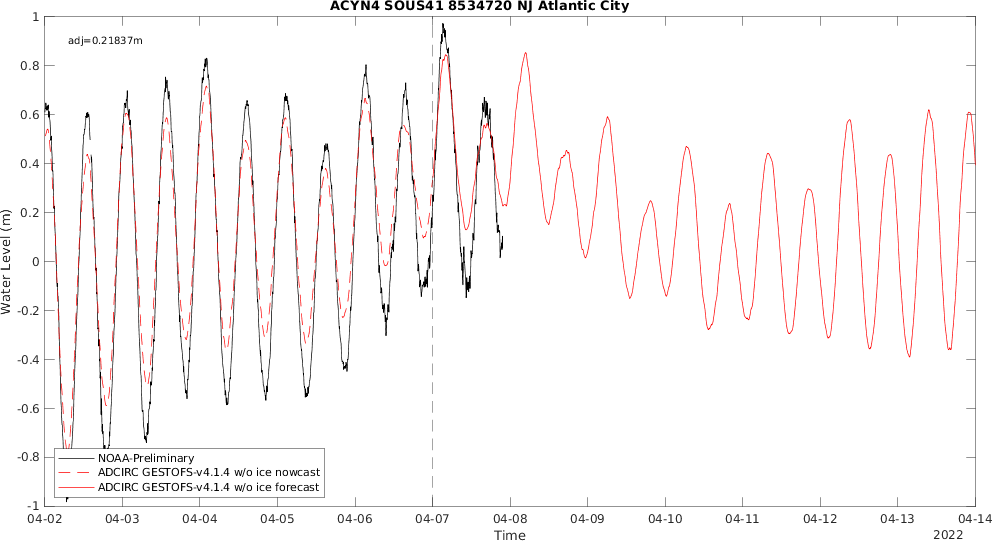 ACYN4 SOUS41 8534720 NJ Atlantic City
adj=0.21837m
1
0.8
0.6
0.4
0.2
0
-0.2
-0.4
-0.6
-0.8
-1
Water Level (m)
NOAA-Preliminary
ADCIRC GESTOFS-v4.1.4 w/o ice nowcast
ADCIRC GESTOFS-v4.1.4 w/o ice forecast
04-02 04-03 04-04 04-05 04-06 04-07 04-08 04-09 04-10 04-11 04-12 04-13 04-14
Time
2022